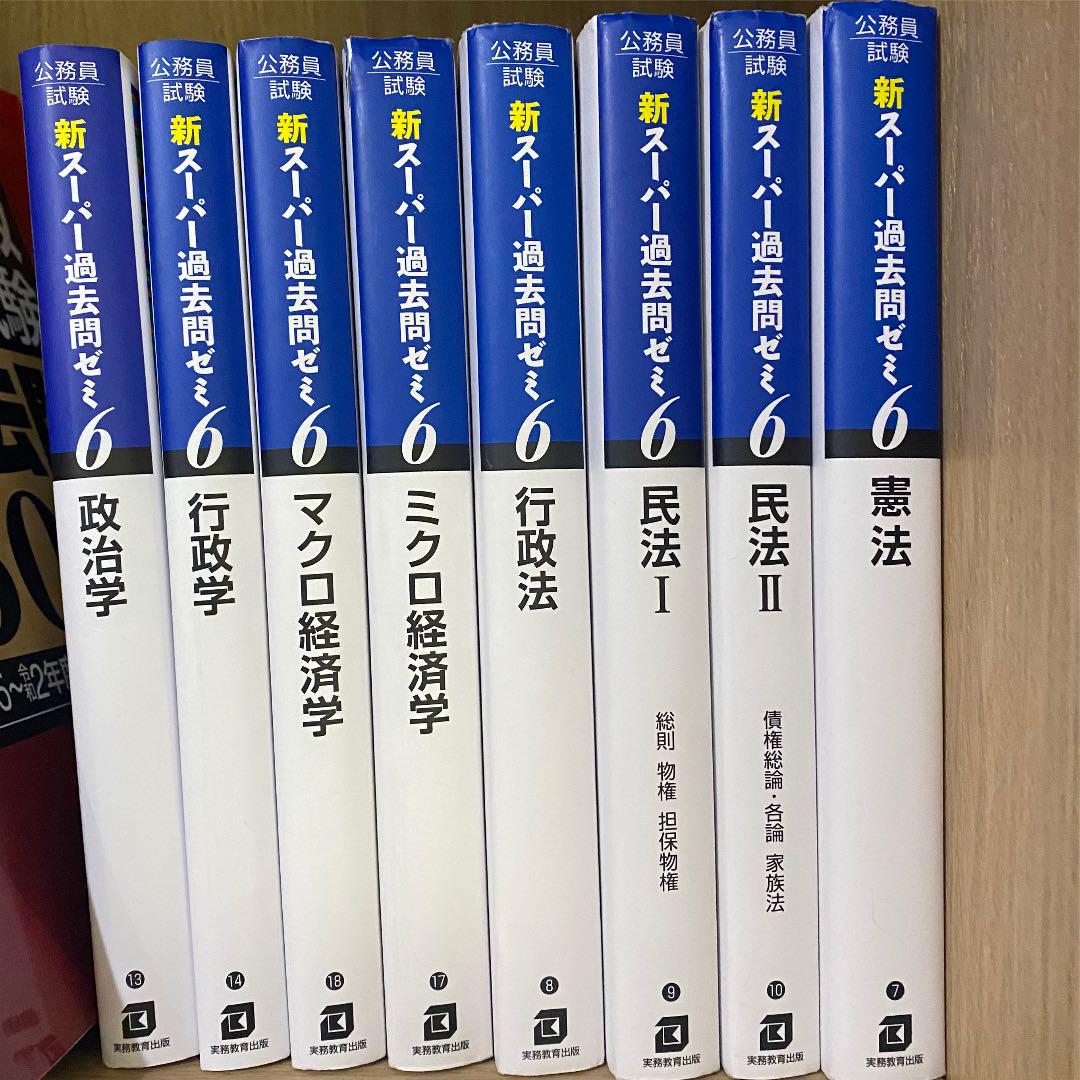 公務員
試験
新スーパー過去問ゼミ6
政治学
13
実務教育出版
公務員
試験
新スーパー過去問ゼミ6
行政学
14
実務教育出版
公務員
試験
新スーパー過去問ゼミ6
マクロ経済学
18
実務教育出版
公務員
試験
新スーパー過去問ゼミ6
ミクロ経済学
17
実務教育出版
公務員
試験
新スーパー過去問ゼミ6
行政法
8
実務教育出版
公務員
試験
新スーパー過去問ゼミ6
民法Ⅰ
総則 物権 担保物権
9
実務教育出版
公務員
試験
新スーパー過去問ゼミ6
民法Ⅱ
債権総論・各論 家族法
10
実務教育出版
公務員
試験
新スーパー過去問ゼミ6
憲法
7
実務教育出版
験
～令和2年度